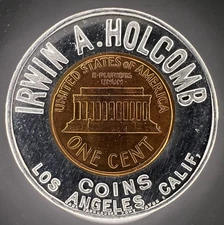 IRWIN A. HOLCOMB
UNITED STATES OF AMERICA
E·PLURIBUS
UNUM
ONE CENT
COINS
LOS ANGELES CALIF,